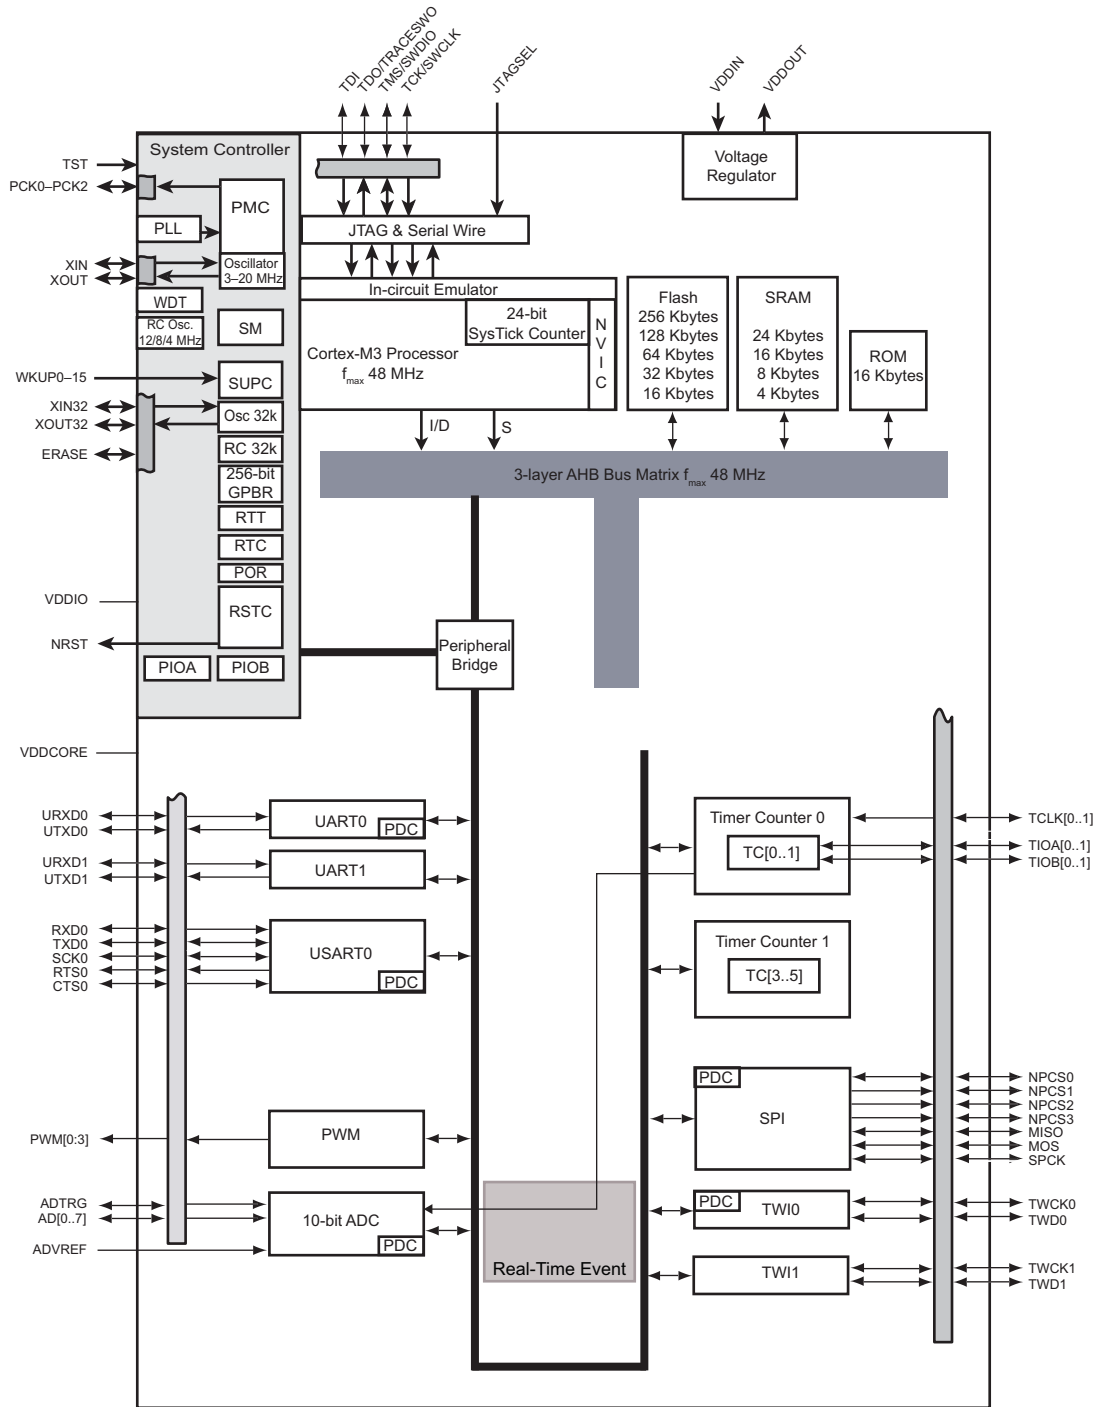 TDI
TDO/TRACESWO
TMS/SWDIO
TCK/SWCLK
JTAGSEL
VDDIN
VDDOUT
System Controller
Voltage
Regulator
TST
PCK0–PCK2
PMC
PLL
JTAG & Serial Wire
XIN
XOUT
Oscillator
3–20 MHz
In-circuit Emulator
WDT
RC Osc.
12/8/4 MHz
SM
24-bit
SysTick Counter
Cortex-M3 Processor
fmax 48 MHz
N
V
I
C
Flash
256 Kbytes
128 Kbytes
64 Kbytes
32 Kbytes
16 Kbytes
SRAM
24 Kbytes
16 Kbytes
8 Kbytes
4 Kbytes
ROM
16 Kbytes
WKUP0–15
SUPC
XIN32
XOUT32
Osc 32k
I/D
S
ERASE
RC 32k
3-layer AHB Bus Matrix fmax 48 MHz
256-bit
GPBR
RTT
RTC
POR
VDDIO
RSTC
NRST
Peripheral
Bridge
PIOA
PIOB
VDDCORE
URXD0
UTXD0
UART0
PDC
Timer Counter 0
TC[0..1]
TCLK[0..1]
TIOA[0..1]
TIOB[0..1]
URXD1
UTXD1
UART1
RXD0
TXD0
SCK0
RTS0
CTS0
USART0
PDC
Timer Counter 1
TC[3..5]
PDC
SPI
NPCS0
NPCS1
NPCS2
NPCS3
MISO
MOS
SPCK
PWM[0:3]
PWM
ADTRG
AD[0..7]
ADVREF
10-bit ADC
PDC
Real-Time Event
PDC
TWI0
TWCK0
TWD0
TWI1
TWCK1
TWD1